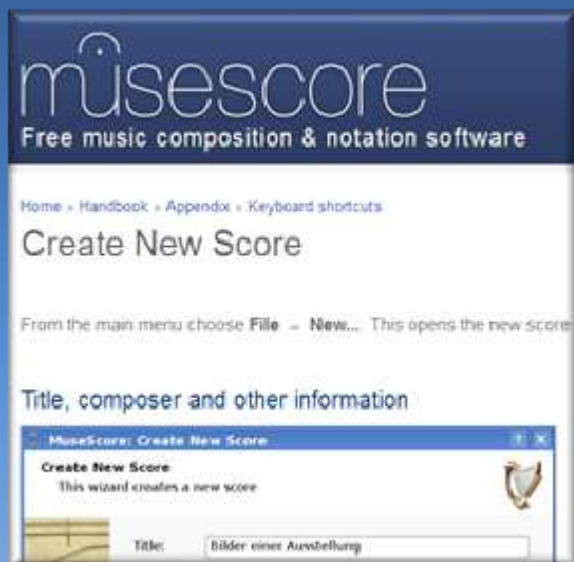 musescore
Free music composition & notation software
Home » Handbook » Appendix » Keyboard shortcuts
Create New Score
From the main menu choose File → New... This opens the new score
Title, composer and other information
MuseScore: Create New Score
Create New Score
This wizard creates a new score
Title: Bilder einer Ausstellung